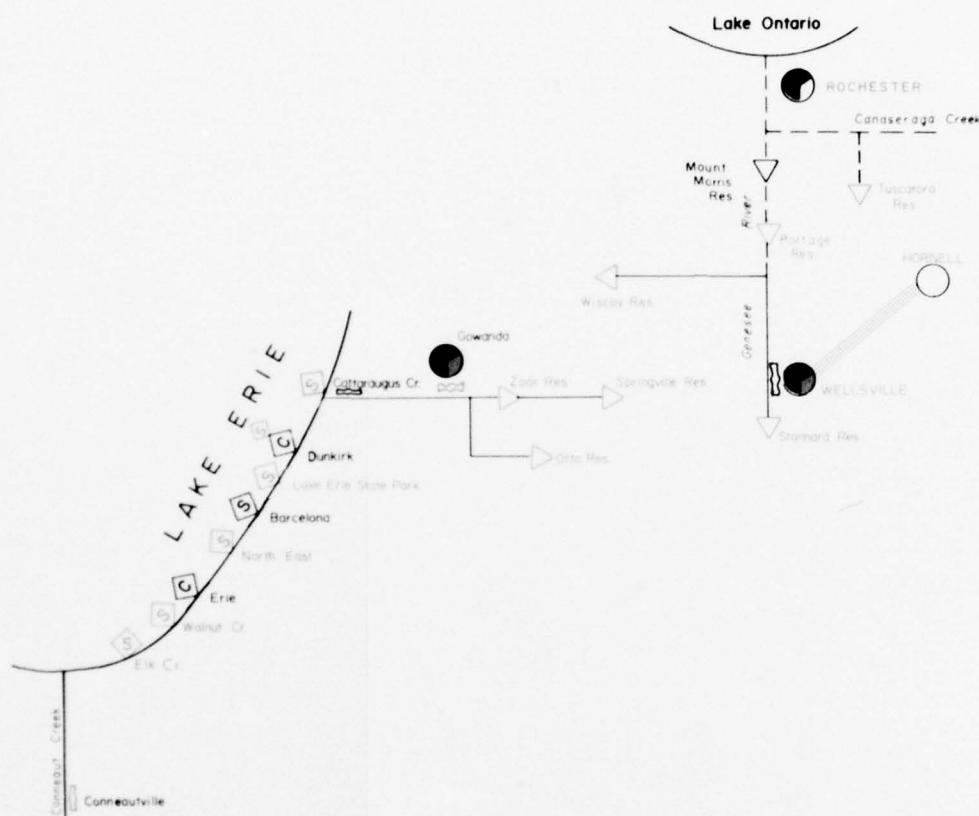 Lake Ontario
ROCHESTER
Canaseraga Creek
Mount
Morris
Res.
Tuscarora
Res.
River
Portage
Res.
HORNELL
Wiscoy Res.
Genesee
WELLSVILLE
Stannard Res.
Gowanda
S
Cattaraugus Cr.
Zoar Res.
Springville Res.
Otto Res.
LAKE ERIE
S
C
Dunkirk
S
Lake Erie State Park
S
Barcelona
S
North East
C
Erie
S
Walnut Cr.
S
Elk Cr.
Conneaut Creek
Conneautville